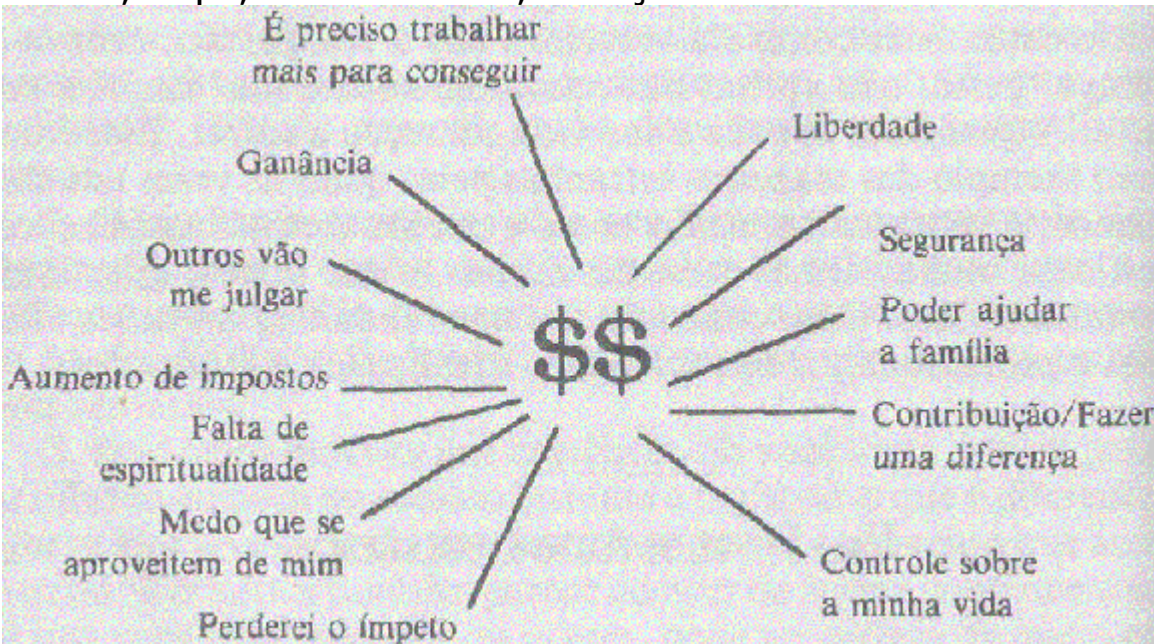 É preciso trabalhar
mais para conseguir
Liberdade
Ganância
Segurança
Outros vão
me julgar
Poder ajudar
a família
$$
Aumento de impostos
Contribuição/Fazer
uma diferença
Falta de
espiritualidade
Medo que se
aproveitem de mim
Controle sobre
a minha vida
Perderei o ímpeto